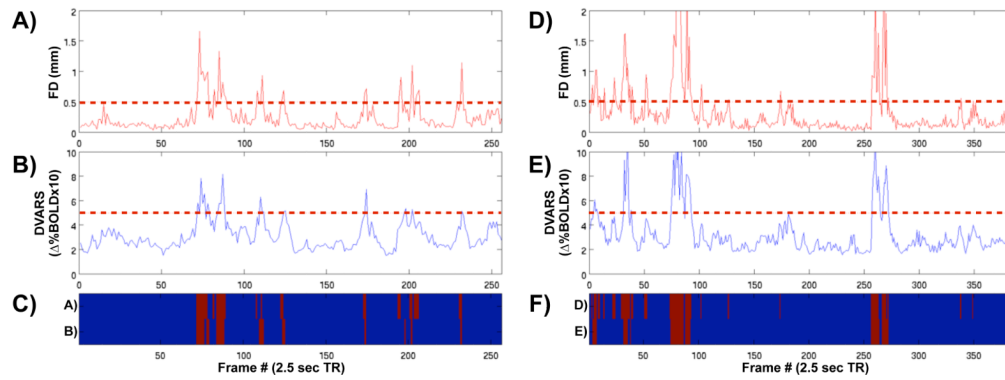 A)
FD (mm)
2
1.5
1
0.5
0
0 50 100 150 200 250
B)
DVARS
(Δ%BOLDx10)
10
8
6
4
2
0
0 50 100 150 200 250
C)
A)
B)
50 100 150 200 250
Frame # (2.5 sec TR)
D)
FD (mm)
2
1.5
1
0.5
0
0 50 100 150 200 250 300 350
E)
DVARS
(Δ%BOLDx10)
10
8
6
4
2
0
0 50 100 150 200 250 300 350
F)
D)
E)
50 100 150 200 250 300 350
Frame # (2.5 sec TR)